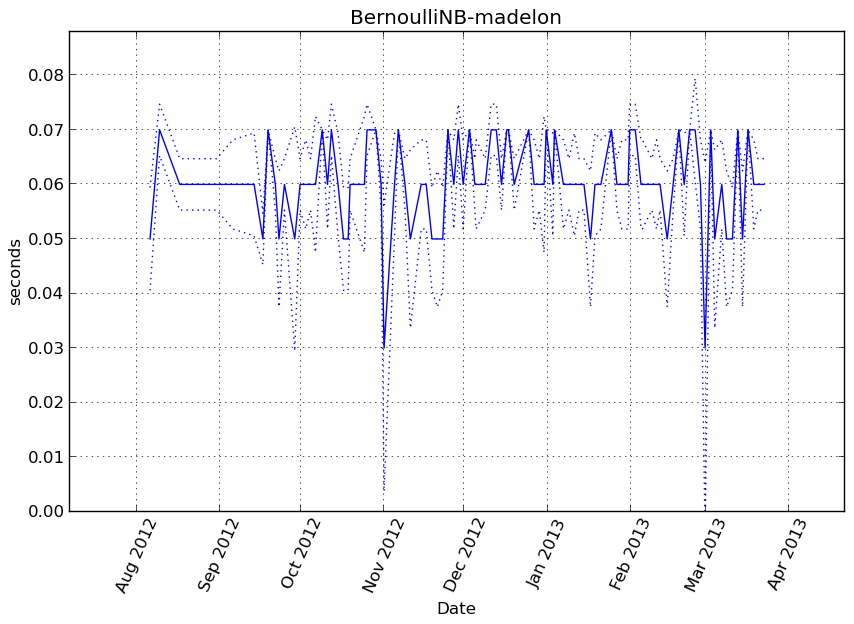 BernoulliNB-madelon
0.08
0.07
0.06
0.05
0.04
0.03
0.02
0.01
0.00
seconds
Aug 2012
Sep 2012
Oct 2012
Nov 2012
Dec 2012
Jan 2013
Feb 2013
Mar 2013
Apr 2013
Date